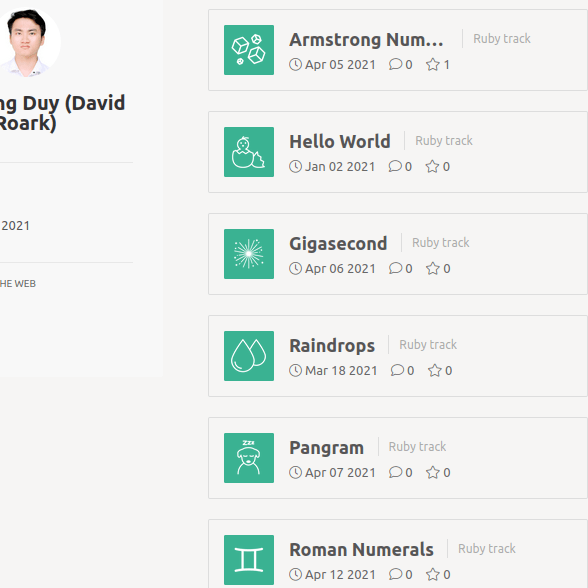 ng Duy (David
Roark)
2021
HE WEB
Armstrong Num...
Ruby track
Apr 05 2021 0 1
Hello World
Ruby track
Jan 02 2021 0 0
Gigasecond
Ruby track
Apr 06 2021 0 0
Raindrops
Ruby track
Mar 18 2021 0 0
Pangram
Ruby track
zzz
Apr 07 2021 0 0
Roman Numerals
Ruby track
Apr 12 2021 0 0